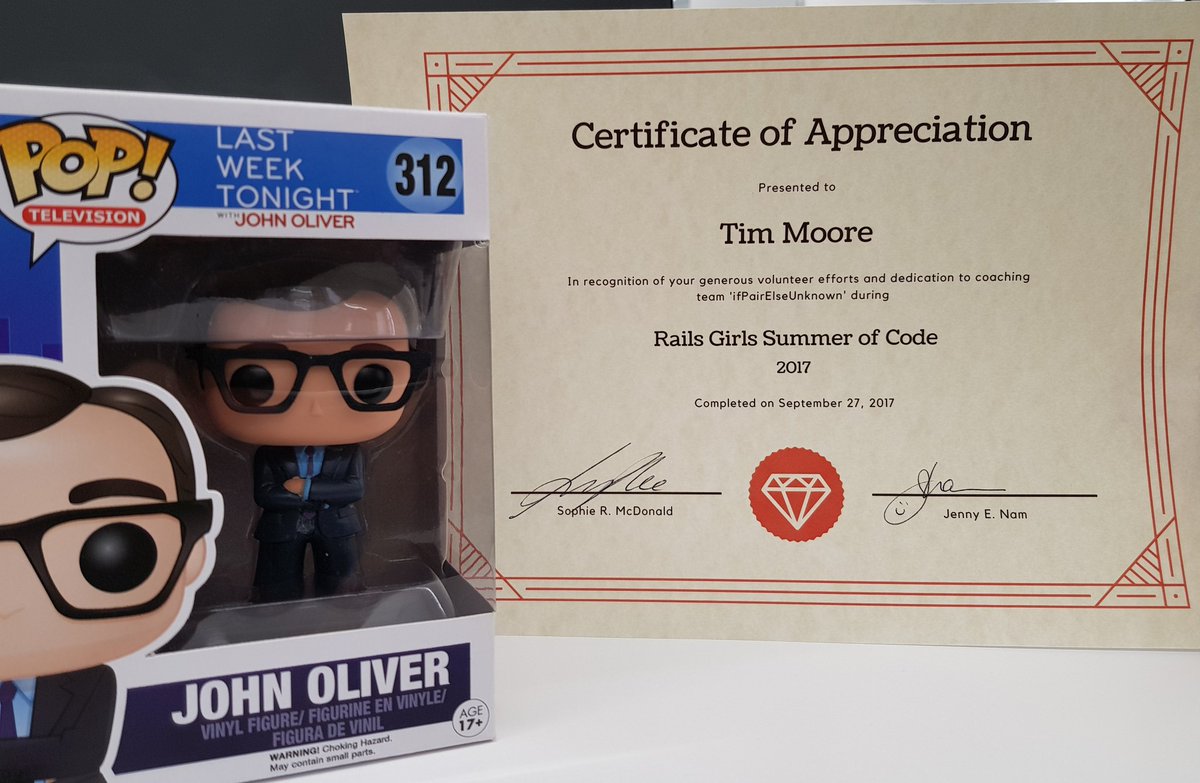 POP!
TELEVISION
LAST
WEEK
TONIGHT™
WITH JOHN OLIVER
312
JOHN OLIVER
VINYL FIGURE/ FIGURINE EN VINYLE/
FIGURA DE VINIL
WARNING! Choking Hazard.
May contain small parts.
AGE
17+
Certificate of Appreciation
Presented to
Tim Moore
In recognition of your generous volunteer efforts and dedication to coaching
team 'ifPairElseUnknown' during
Rails Girls Summer of Code
2017
Completed on September 27, 2017
Sophie R. McDonald
Jenny E. Nam